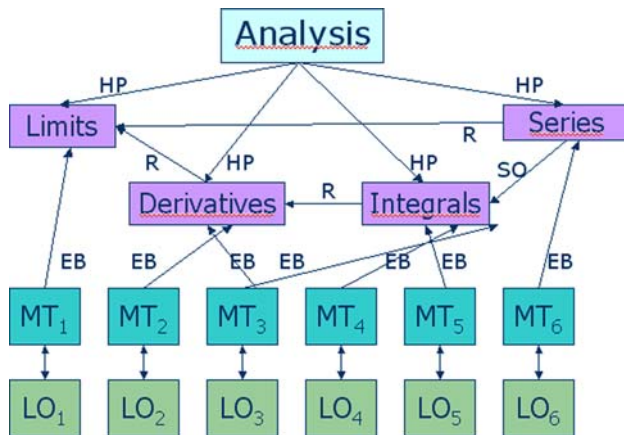 Analysis
HP HP
Limits Series
R
R HP HP SO
Derivatives R Integrals
EB EB EB EB EB EB
MT₁ MT₂ MT₃ MT₄ MT₅ MT₆
LO₁ LO₂ LO₃ LO₄ LO₅ LO₆